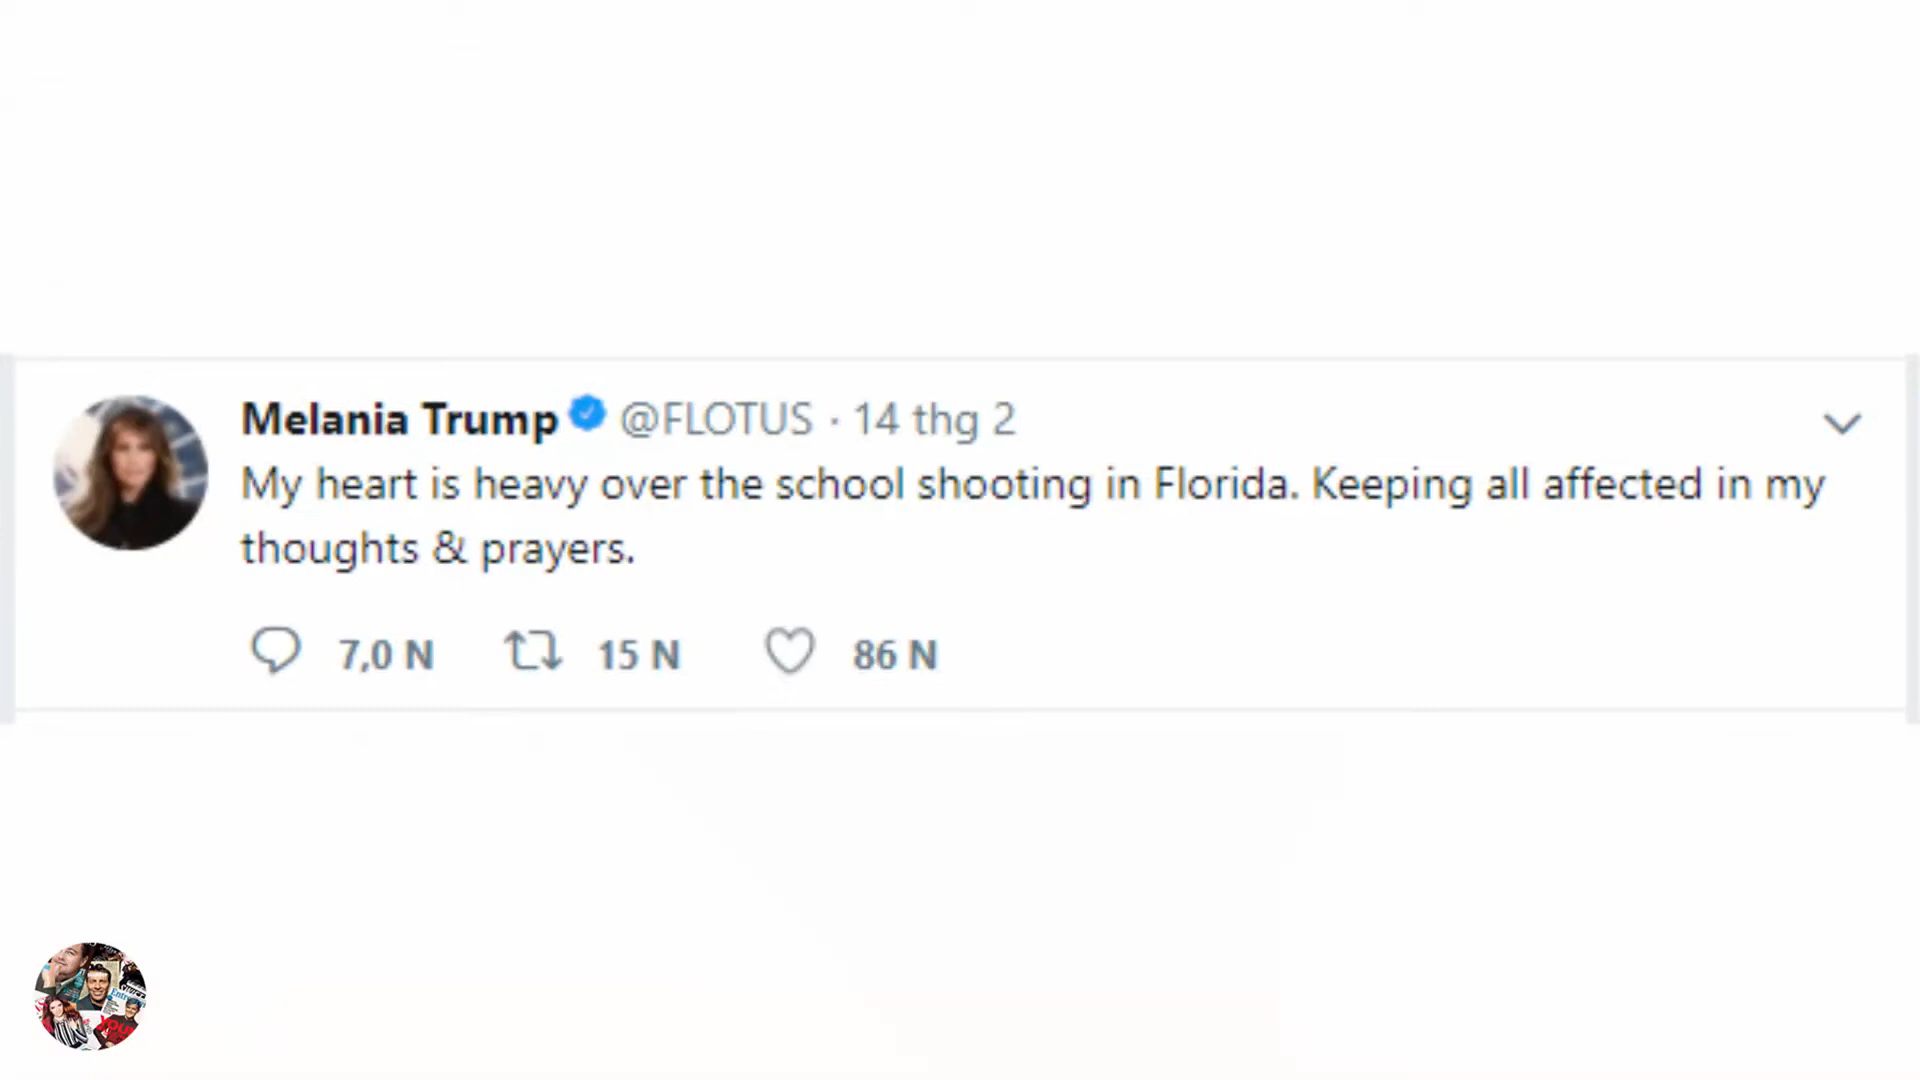 Melania Trump @FLOTUS · 14 thg 2
My heart is heavy over the school shooting in Florida. Keeping all affected in my
thoughts & prayers.
7,0 N 15 N 86 N